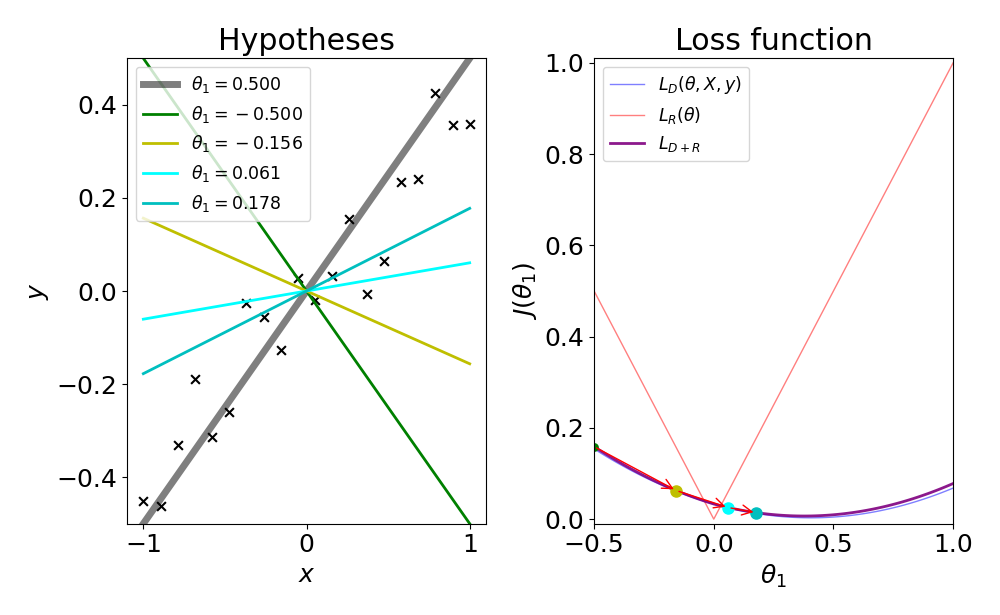 Hypotheses
θ₁ = 0.500
θ₁ = −0.500
θ₁ = −0.156
θ₁ = 0.061
θ₁ = 0.178
0.4
0.2
0.0
−0.2
−0.4
y
−1 0 1
x
Loss function
L_D(θ, X, y)
L_R(θ)
L_{D+R}
1.0
0.8
0.6
0.4
0.2
0.0
J(θ₁)
−0.5 0.0 0.5 1.0
θ₁